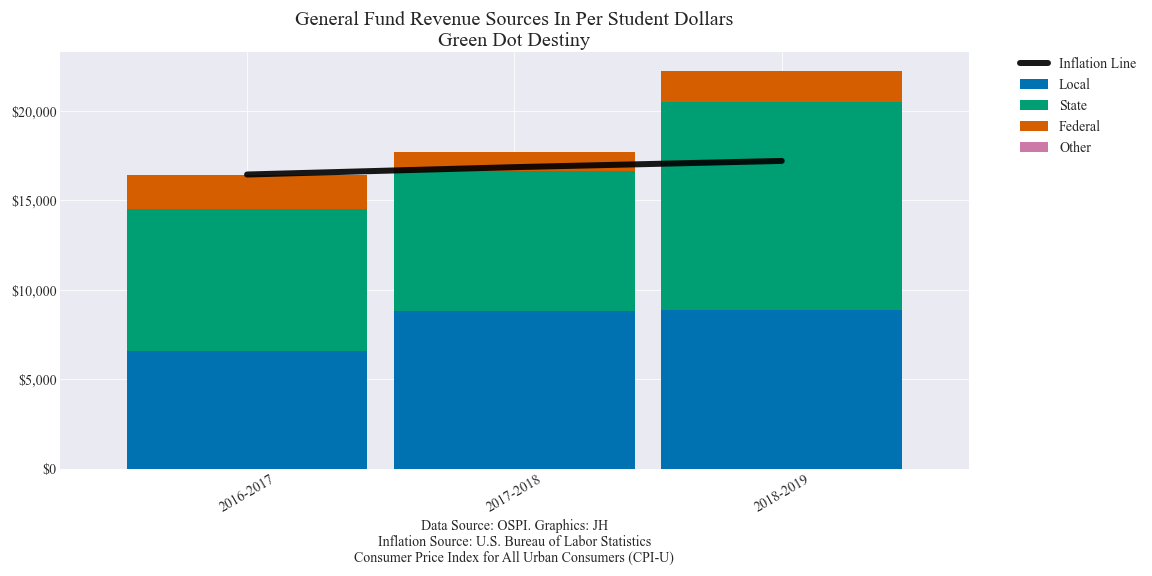 General Fund Revenue Sources In Per Student Dollars
Green Dot Destiny
Inflation Line
Local
State
Federal
Other
$20,000
$15,000
$10,000
$5,000
$0
2016-2017
2017-2018
2018-2019
Data Source: OSPI. Graphics: JH
Inflation Source: U.S. Bureau of Labor Statistics
Consumer Price Index for All Urban Consumers (CPI-U)